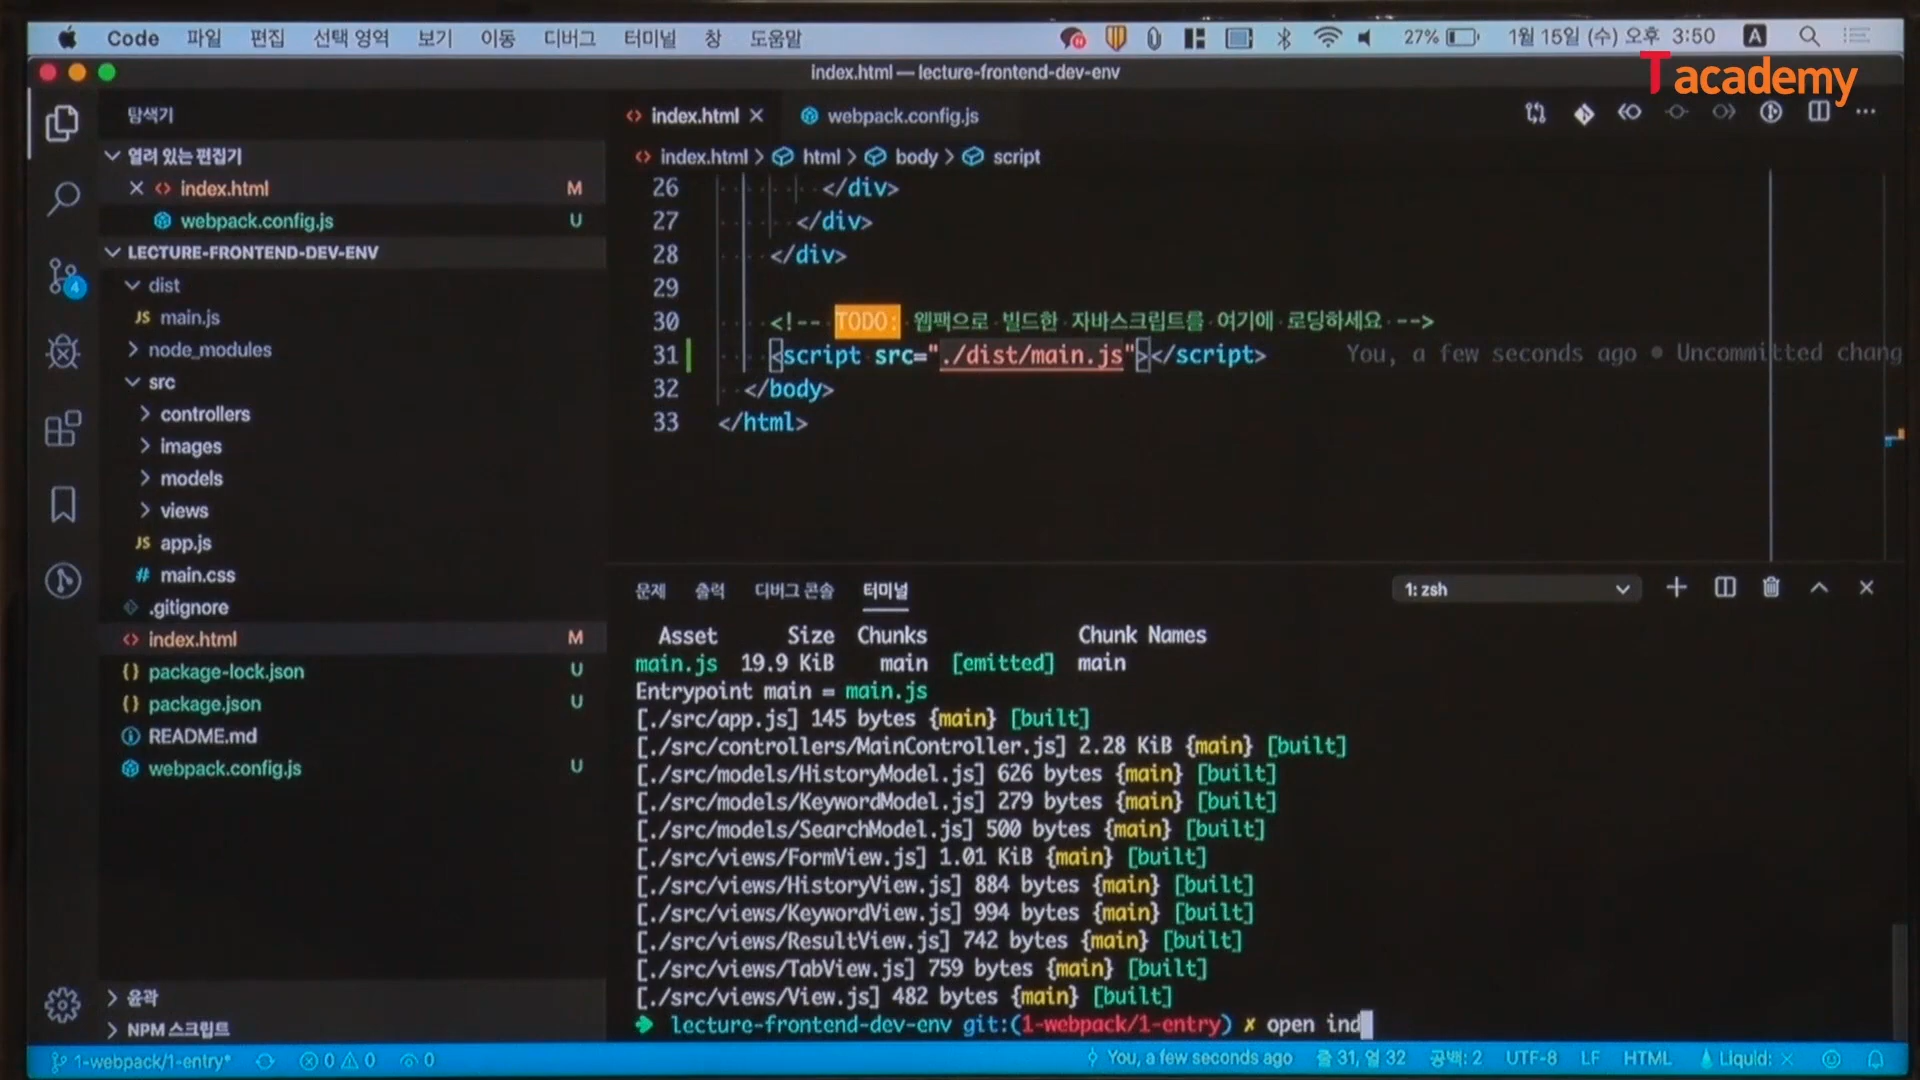 Code 파일 편집 선택 영역 보기 이동 디버그 터미널 창 도움말 27% 1월 15일 (수) 오후 3:50 A
index.html — lecture-frontend-dev-env
T academy
탐색기
열려 있는 편집기
index.html M
webpack.config.js U
LECTURE-FRONTEND-DEV-ENV
dist
JS main.js
node_modules
src
controllers
images
models
views
JS app.js
# main.css
.gitignore
index.html M
{} package-lock.json U
{} package.json U
README.md
webpack.config.js U
윤곽
NPM 스크립트
4
index.html webpack.config.js
index.html > html > body > script
26 </div>
27 </div>
28 </div>
29
30 <!-- TODO: 웹팩으로 빌드한 자바스크립트를 여기에 로딩하세요 -->
31 <script src="./dist/main.js"></script> You, a few seconds ago • Uncommitted chang
32 </body>
33 </html>
문제 출력 디버그 콘솔 터미널 1: zsh
Asset Size Chunks Chunk Names
main.js 19.9 KiB main [emitted] main
Entrypoint main = main.js
[./src/app.js] 145 bytes {main} [built]
[./src/controllers/MainController.js] 2.28 KiB {main} [built]
[./src/models/HistoryModel.js] 626 bytes {main} [built]
[./src/models/KeywordModel.js] 279 bytes {main} [built]
[./src/models/SearchModel.js] 500 bytes {main} [built]
[./src/views/FormView.js] 1.01 KiB {main} [built]
[./src/views/HistoryView.js] 884 bytes {main} [built]
[./src/views/KeywordView.js] 994 bytes {main} [built]
[./src/views/ResultView.js] 742 bytes {main} [built]
[./src/views/TabView.js] 759 bytes {main} [built]
[./src/views/View.js] 482 bytes {main} [built]
lecture-frontend-dev-env git:(1-webpack/1-entry) ✗ open ind
1-webpack/1-entry* 0 0 0 You, a few seconds ago 줄 31, 열 32 공백: 2 UTF-8 LF HTML Liquid: ×